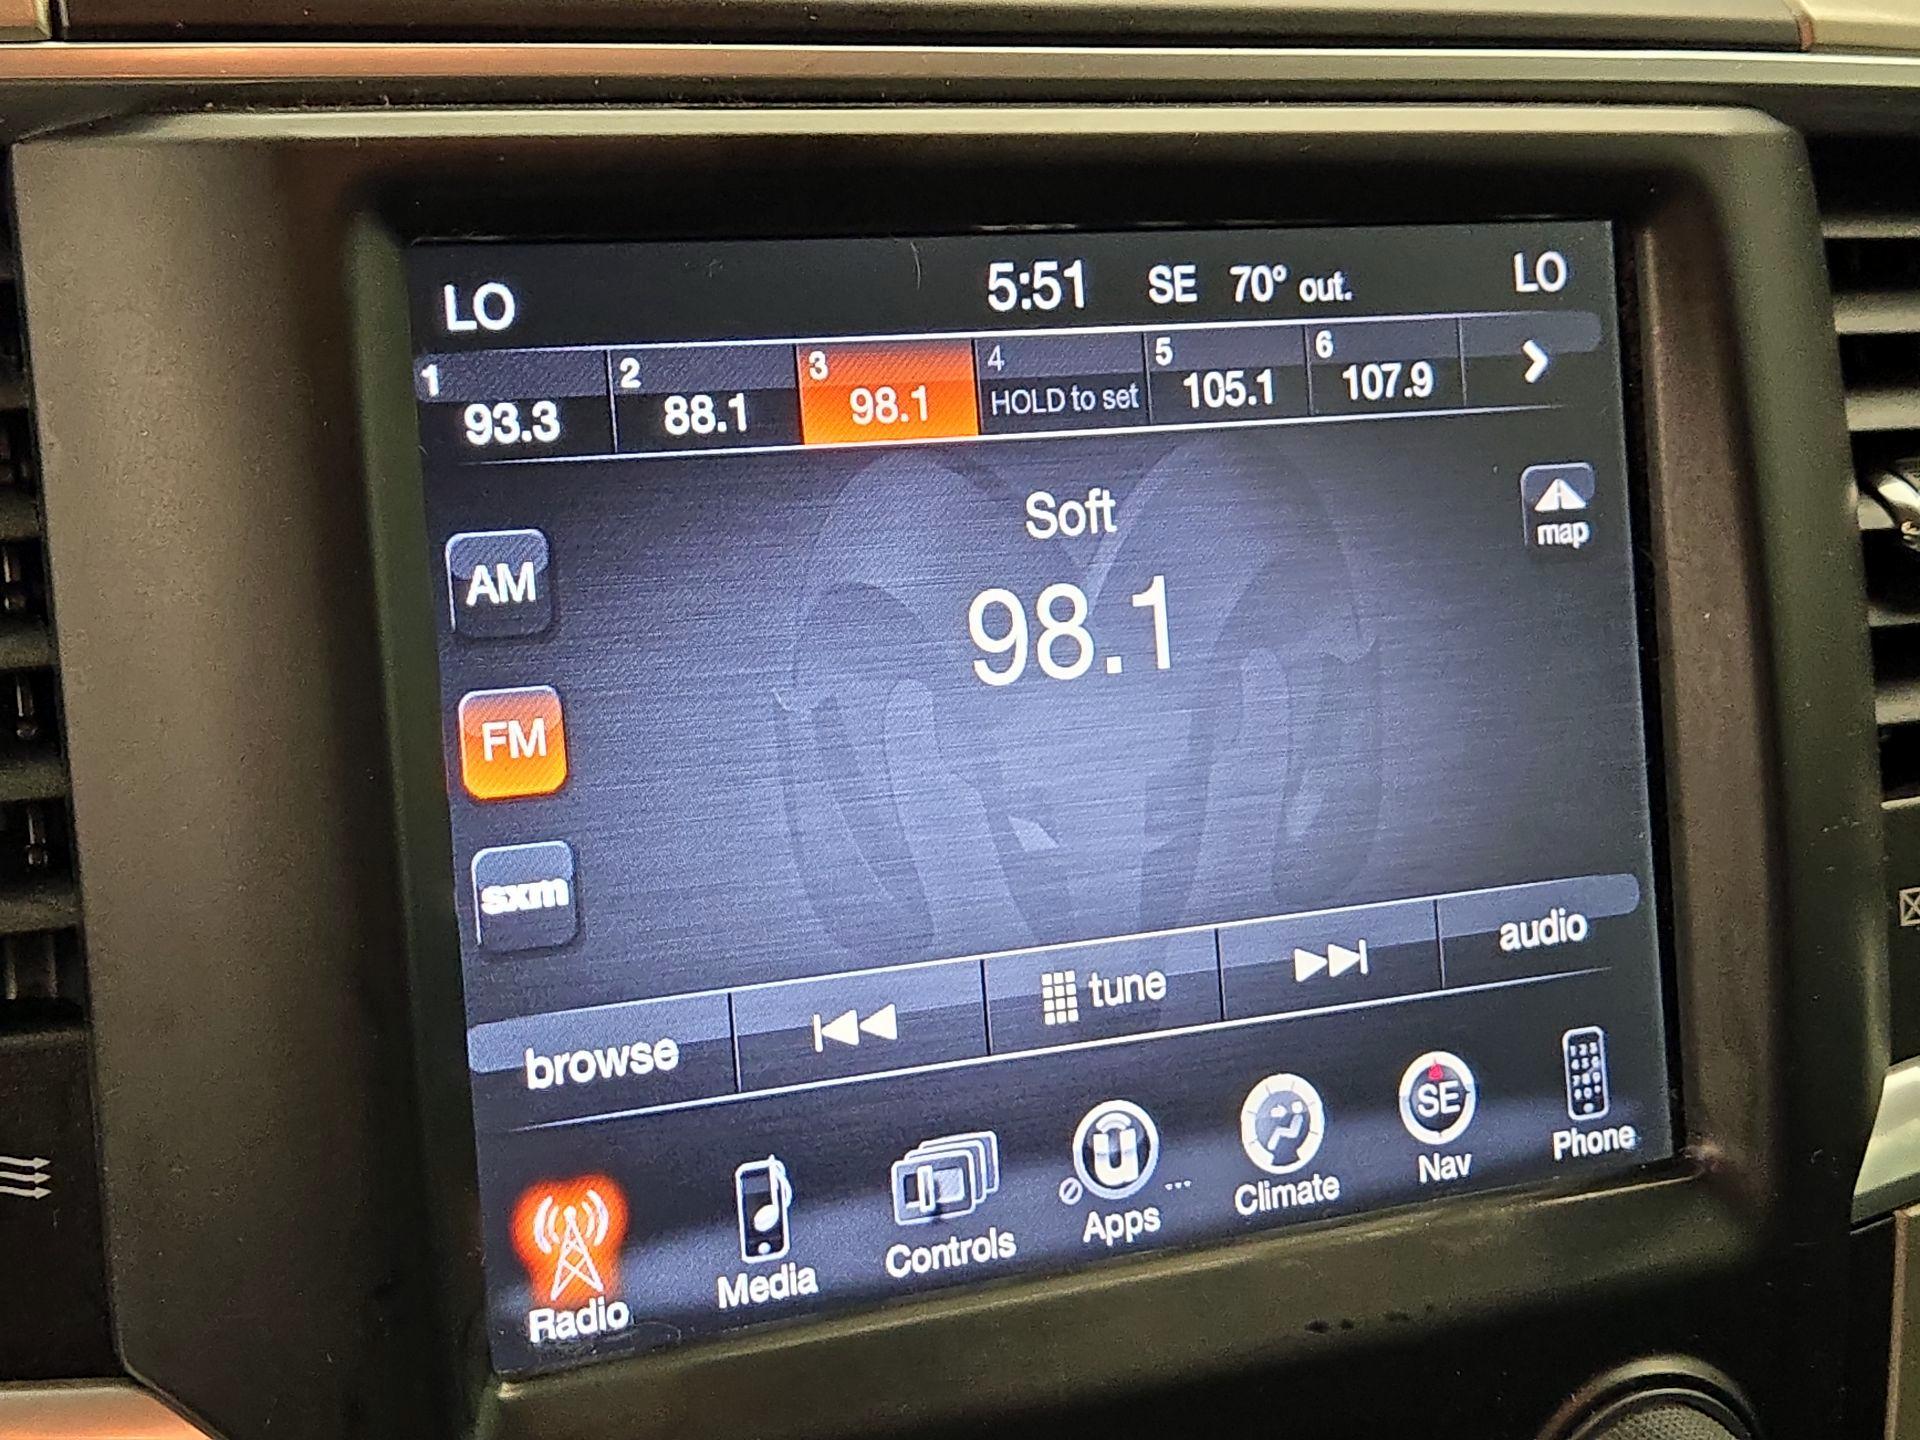 LO 5:51 SE 70° out. LO
1 2 3 4 5 6
93.3 88.1 98.1 HOLD to set 105.1 107.9
Soft
map
98.1
AM
FM
sxm
browse tune audio
Radio Media Controls Apps Climate SE Nav Phone